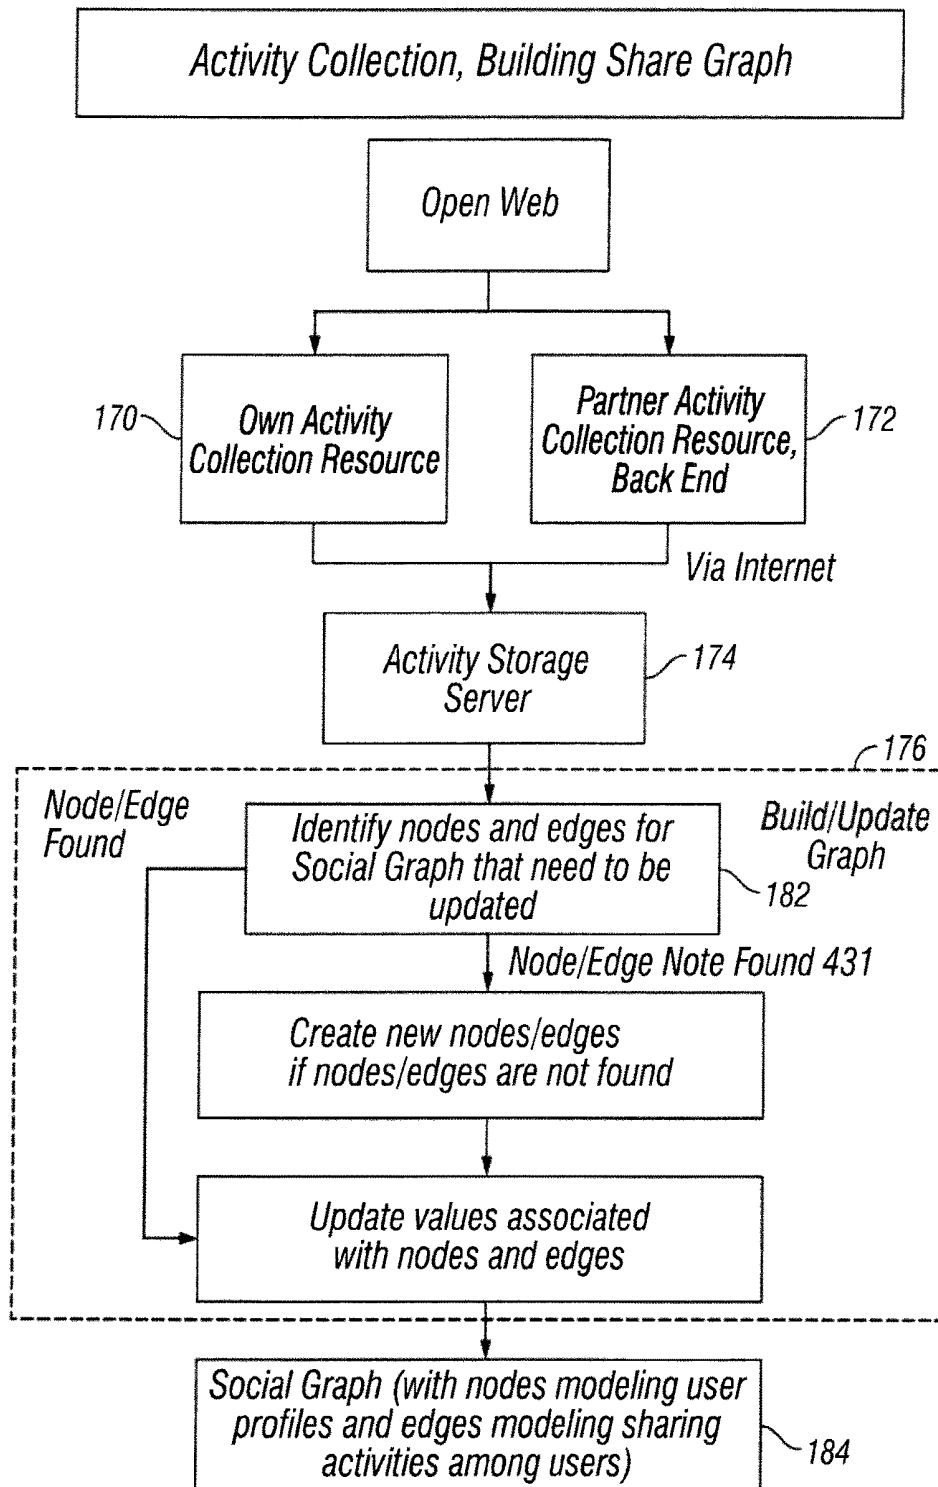 Activity Collection, Building Share Graph
Open Web
170
Own Activity
Collection Resource
Partner Activity
Collection Resource,
Back End
172
Via Internet
Activity Storage
Server
174
176
Node/Edge
Found
Identify nodes and edges for
Social Graph that need to be
updated
Build/Update
Graph
182
Node/Edge Note Found 431
Create new nodes/edges
if nodes/edges are not found
Update values associated
with nodes and edges
Social Graph (with nodes modeling user
profiles and edges modeling sharing
activities among users)
184